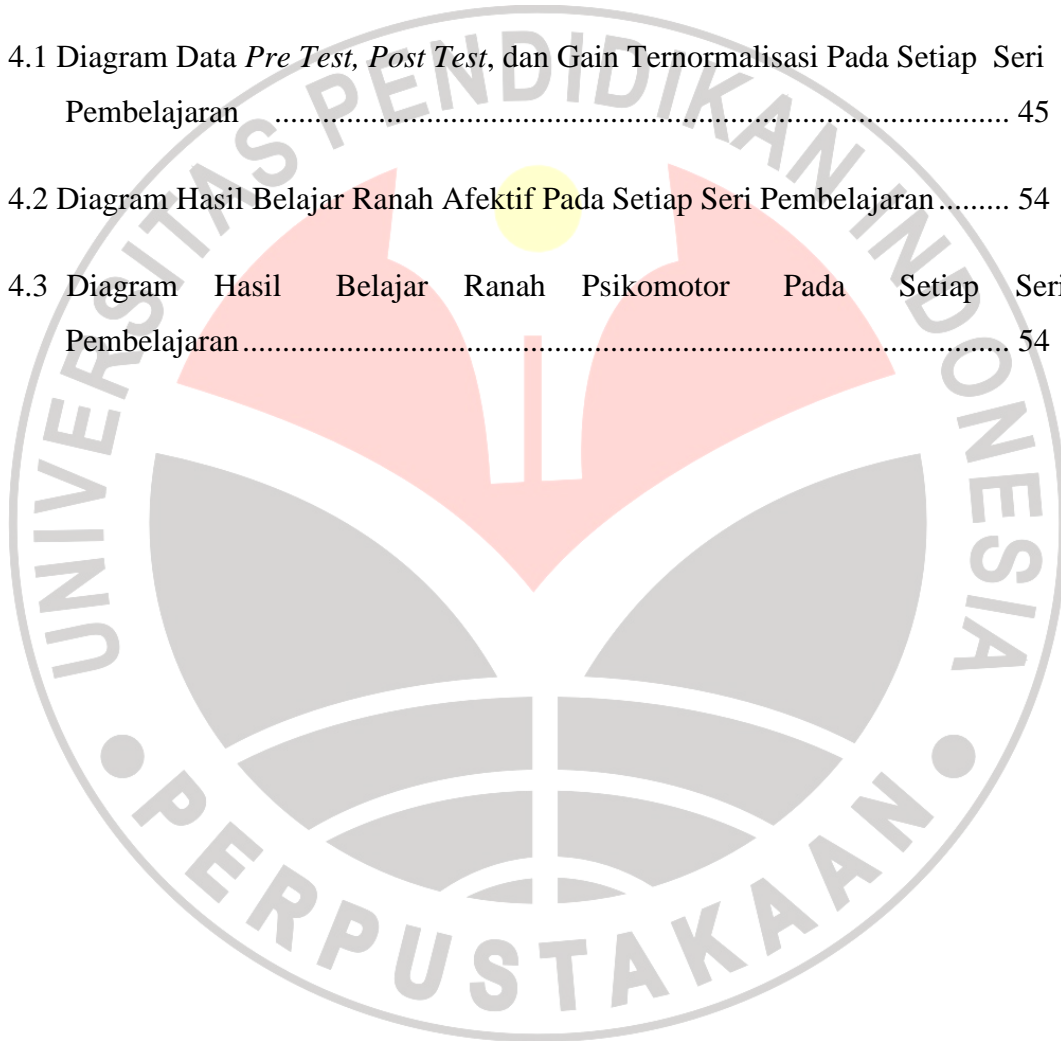 4.1 Diagram Data Pre Test, Post Test, dan Gain Ternormalisasi Pada Setiap Seri
Pembelajaran ................................................................................... 45
4.2 Diagram Hasil Belajar Ranah Afektif Pada Setiap Seri Pembelajaran ......... 54
4.3 Diagram Hasil Belajar Ranah Psikomotor Pada Setiap Seri
Pembelajaran ...................................................................................... 54
UNIVERSITAS PENDIDIKAN INDONESIA
PERPUSTAKAAN